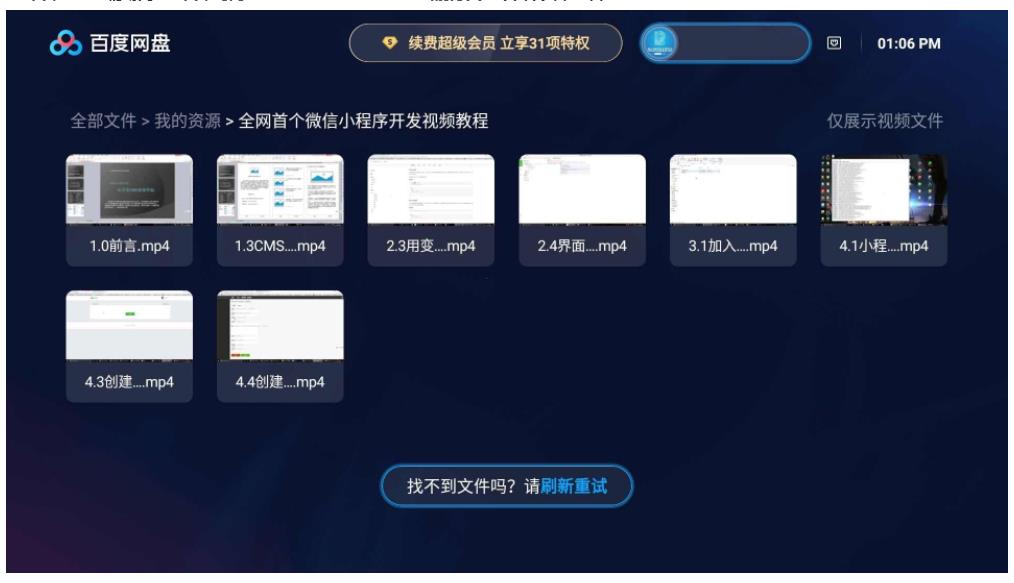 百度网盘
续费超级会员 立享31项特权
01:06 PM
全部文件 > 我的资源 > 全网首个微信小程序开发视频教程
仅展示视频文件
1.0前言.mp4
1.3CMS....mp4
2.3用变....mp4
2.4界面....mp4
3.1加入....mp4
4.1小程....mp4
4.3创建....mp4
4.4创建....mp4
找不到文件吗？请刷新重试